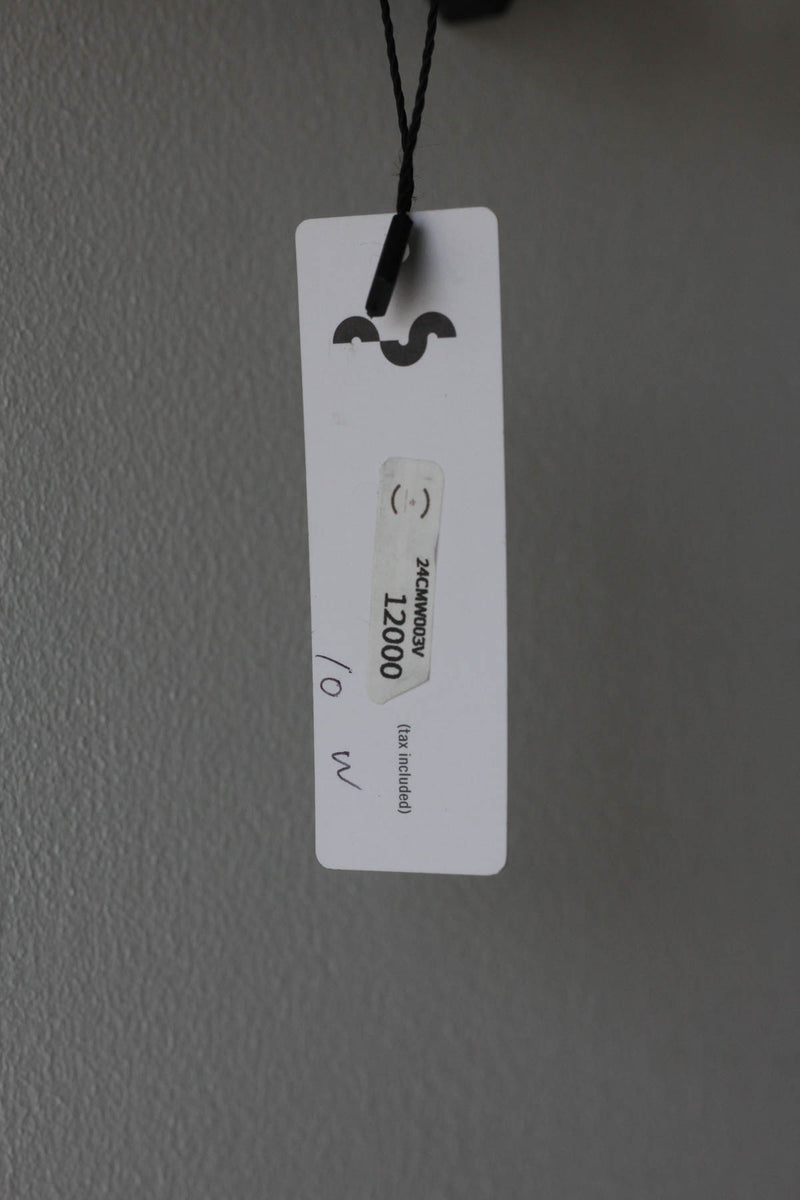 24CMW003V
12000
(tax included)
10 W